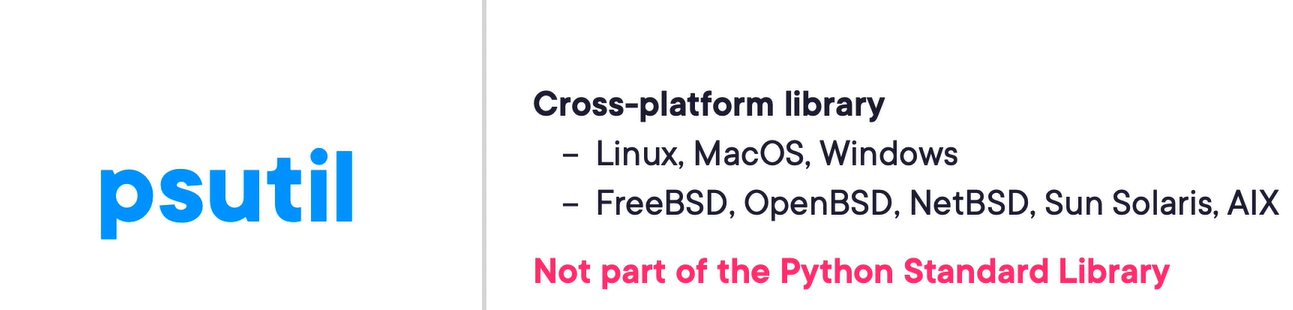 psutil
Cross-platform library
– Linux, MacOS, Windows
– FreeBSD, OpenBSD, NetBSD, Sun Solaris, AIX
Not part of the Python Standard Library